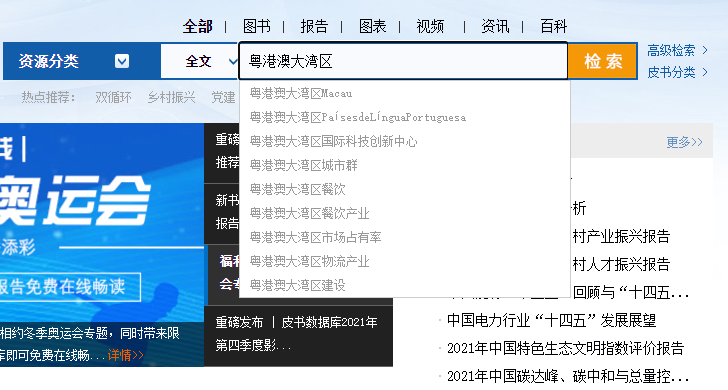 全部 | 图书 | 报告 | 图表 | 视频 | 资讯 | 百科
资源分类 全文 粤港澳大湾区 检 索
高级检索 >
皮书分类 >
热点推荐： 双循环 乡村振兴 党建
粤港澳大湾区Macau
粤港澳大湾区PaísesdeLínguaPortuguesa
粤港澳大湾区国际科技创新中心
粤港澳大湾区城市群
粤港澳大湾区餐饮
粤港澳大湾区餐饮产业
粤港澳大湾区市场占有率
粤港澳大湾区物流产业
粤港澳大湾区建设
|
奥运会
添彩
报告免费在线畅读
相约冬季奥运会专题，同时带来限
库即可免费在线畅...详情>>
重磅
推荐
新书
报告
福利
会专
重磅发布 | 皮书数据库2021年
第四季度影...
更多>>
析
村产业振兴报告
村人才振兴报告
回顾与“十四五...
中国电力行业“十四五”发展展望
2021年中国特色生态文明指数评价报告
2021年中国碳达峰、碳中和与总量控...